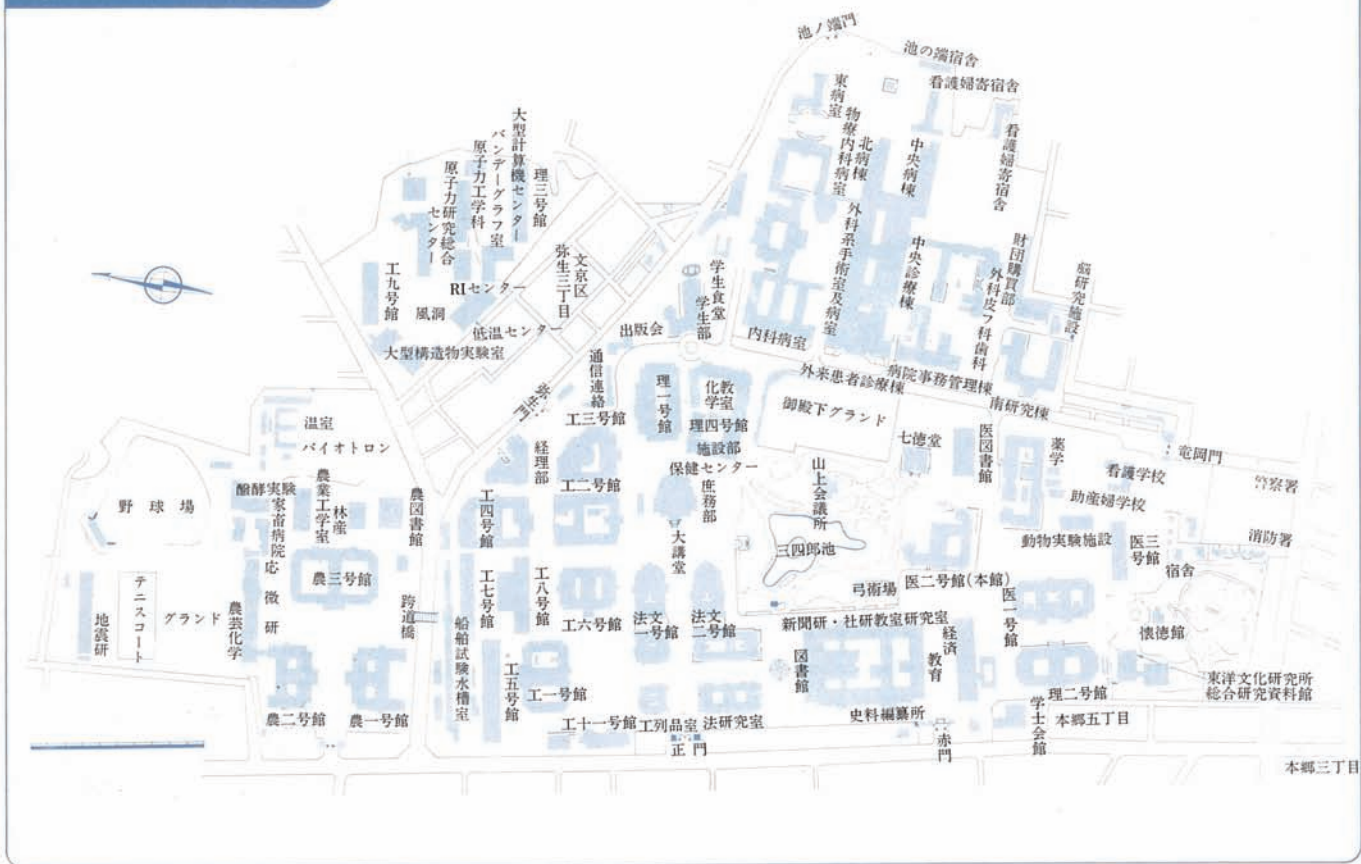 池ノ端門
池の端宿舎
看護婦寄宿舎
看護婦寄宿舎
東病室
物療内科病室
北病棟
中央病棟
外科系手術室及病室
中央診療棟
財団購買部
外科皮フ科歯科
脳研究施設
大型計算機センター
バンデーグラフ室
原子力工学科
原子力研究総合センター
理三号館
文京区
弥生二丁目
工九号館
風洞
RIセンター
低温センター
大型構造物実験室
学生食堂
学生部
出版会
内科病室
外来患者診療棟
病院事務管理棟
南研究棟
通信連絡
理一号館
化学教室
理四号館
施設部
保健センター
庶務部
御殿下グランド
七徳堂
医図書館
薬学
看護学校
助産婦学校
竜岡門
警察署
消防署
弥生門
工三号館
経理部
工二号館
工四号館
温室
バイオトロン
野球場
醗酵実験
家畜病院
応微研
農業工学室
林産
農図書館
農三号館
テニスコート
地震研
グランド
農芸化学
農二号館
農一号館
跨道橋
船舶試験水槽室
工七号館
工八号館
工五号館
工六号館
工一号館
工十一号館
工列品室
法研究室
正門
大講堂
法文一号館
法文二号館
山上会議所
三四郎池
弓術場
医二号館(本館)
動物実験施設
医三号館
宿舎
医一号館
新聞研・社研教室研究室
図書館
経済
教育
史料編纂所
赤門
理二号館
学士会館
本郷五丁目
懐徳館
東洋文化研究所
総合研究資料館
本郷三丁目